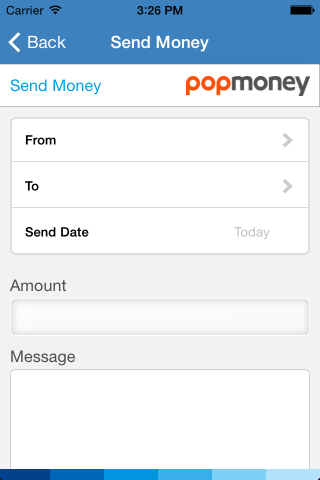 Carrier 3:26 PM
Back Send Money
Send Money popmoney
From
To
Send Date Today
Amount
Message